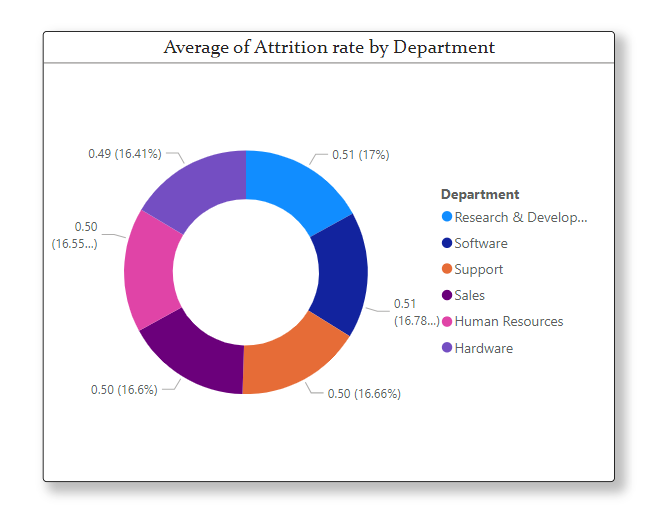 Average of Attrition rate by Department
0.49 (16.41%)
0.51 (17%)
0.50
(16.55...)
0.51
(16.78...)
0.50 (16.6%)
0.50 (16.66%)
Department
Research & Develop...
Software
Support
Sales
Human Resources
Hardware